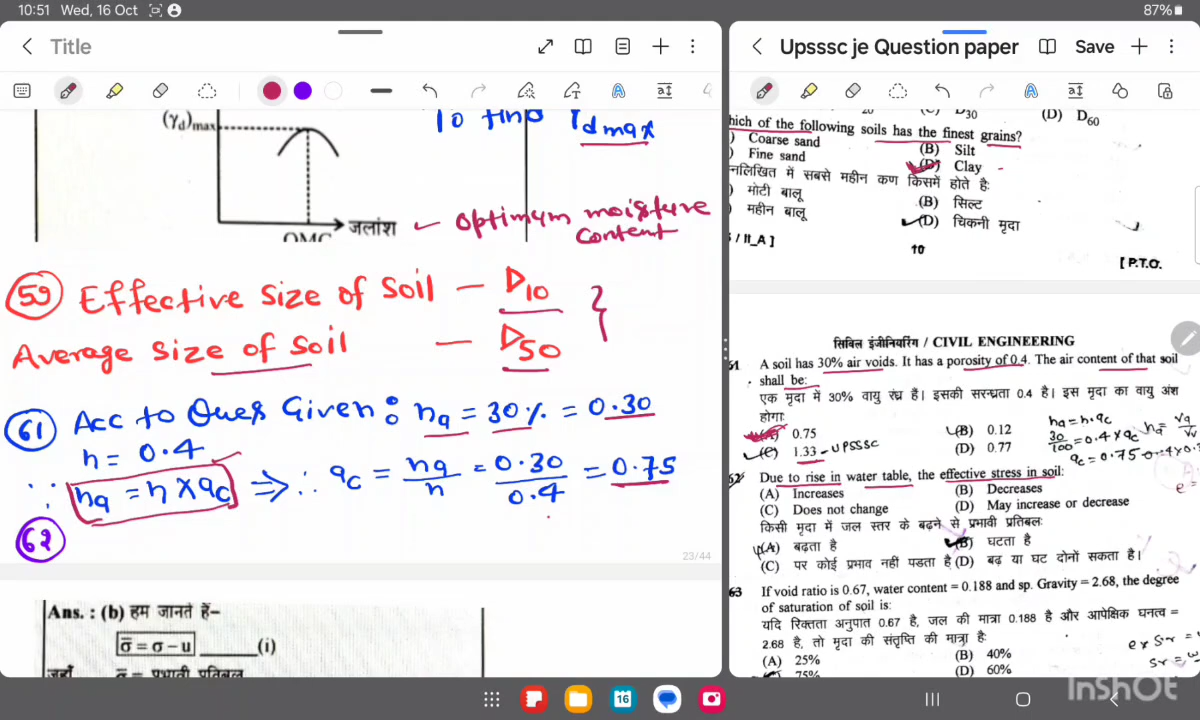 10:51 Wed, 16 Oct
87%
Title
(γd)max
To find γdmax
जलांश
Optimum moisture
content
OMC
59 Effective Size of Soil - D10
Average size of soil - D50
61 Acc to Ques Given: na = 30% = 0.30
n = 0.4
∵ na = n × ac ⇒ ∴ ac = na/n = 0.30/0.4 = 0.75
62
23/44
Ans. : (b) हम जानते हैं–
σ̅ = σ – u (i)
Upsssc je Question paper
Save
D30
(D) D60
hich of the following soils has the finest grains?
) Coarse sand (B) Silt
) Fine sand (D) Clay
नलिखित में सबसे महीन कण किसमें होते है:
) मोटी बालू (B) सिल्ट
) महीन बालू (D) चिकनी मृदा
/ II_A ]
10
[ P.T.O.
सिविल इंजीनियरिंग / CIVIL ENGINEERING
61 A soil has 30% air voids. It has a porosity of 0.4. The air content of that soil
shall be:
एक मृदा में 30% वायु रंध्र हैं। इसकी सरन्ध्रता 0.4 है। इस मृदा का वायु अंश
होगा:
0.75 (B) 0.12
(C) 1.33 - UPSSSC (D) 0.77
na = n·ac
30/100 = 0.4 × ac
ac = 0.75
62 Due to rise in water table, the effective stress in soil:
(A) Increases (B) Decreases
(C) Does not change (D) May increase or decrease
किसी मृदा में जल स्तर के बढ़ने से प्रभावी प्रतिबल:
(A) बढ़ता है (B) घटता है
(C) पर कोई प्रभाव नहीं पडता है (D) बढ़ या घट दोनों सकता है।
63 If void ratio is 0.67, water content = 0.188 and sp. Gravity = 2.68, the degree
of saturation of soil is:
यदि रिक्तता अनुपात 0.67 है, जल की मात्रा 0.188 है और आपेक्षिक घनत्व =
2.68 है, तो मृदा की संतृप्ति की मात्रा है:
(A) 25% (B) 40%
75% (D) 60%
16
InShOt